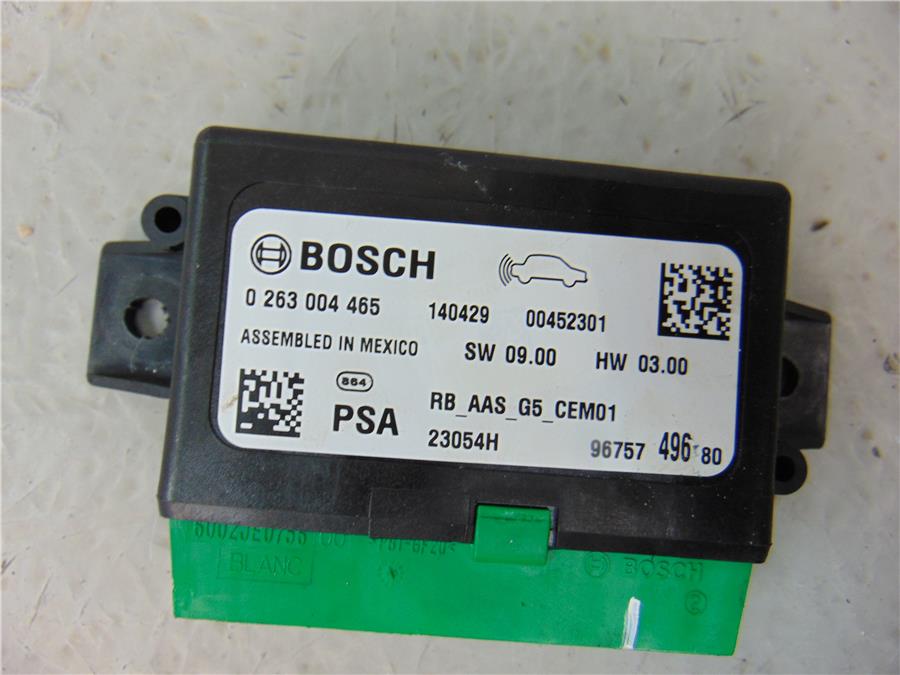 BOSCH
0 263 004 465 140429 00452301
ASSEMBLED IN MEXICO SW 09.00 HW 03.00
864 RB_AAS_G5_CEM01
PSA 23054H 96757 496 80
BLANC BOSCH